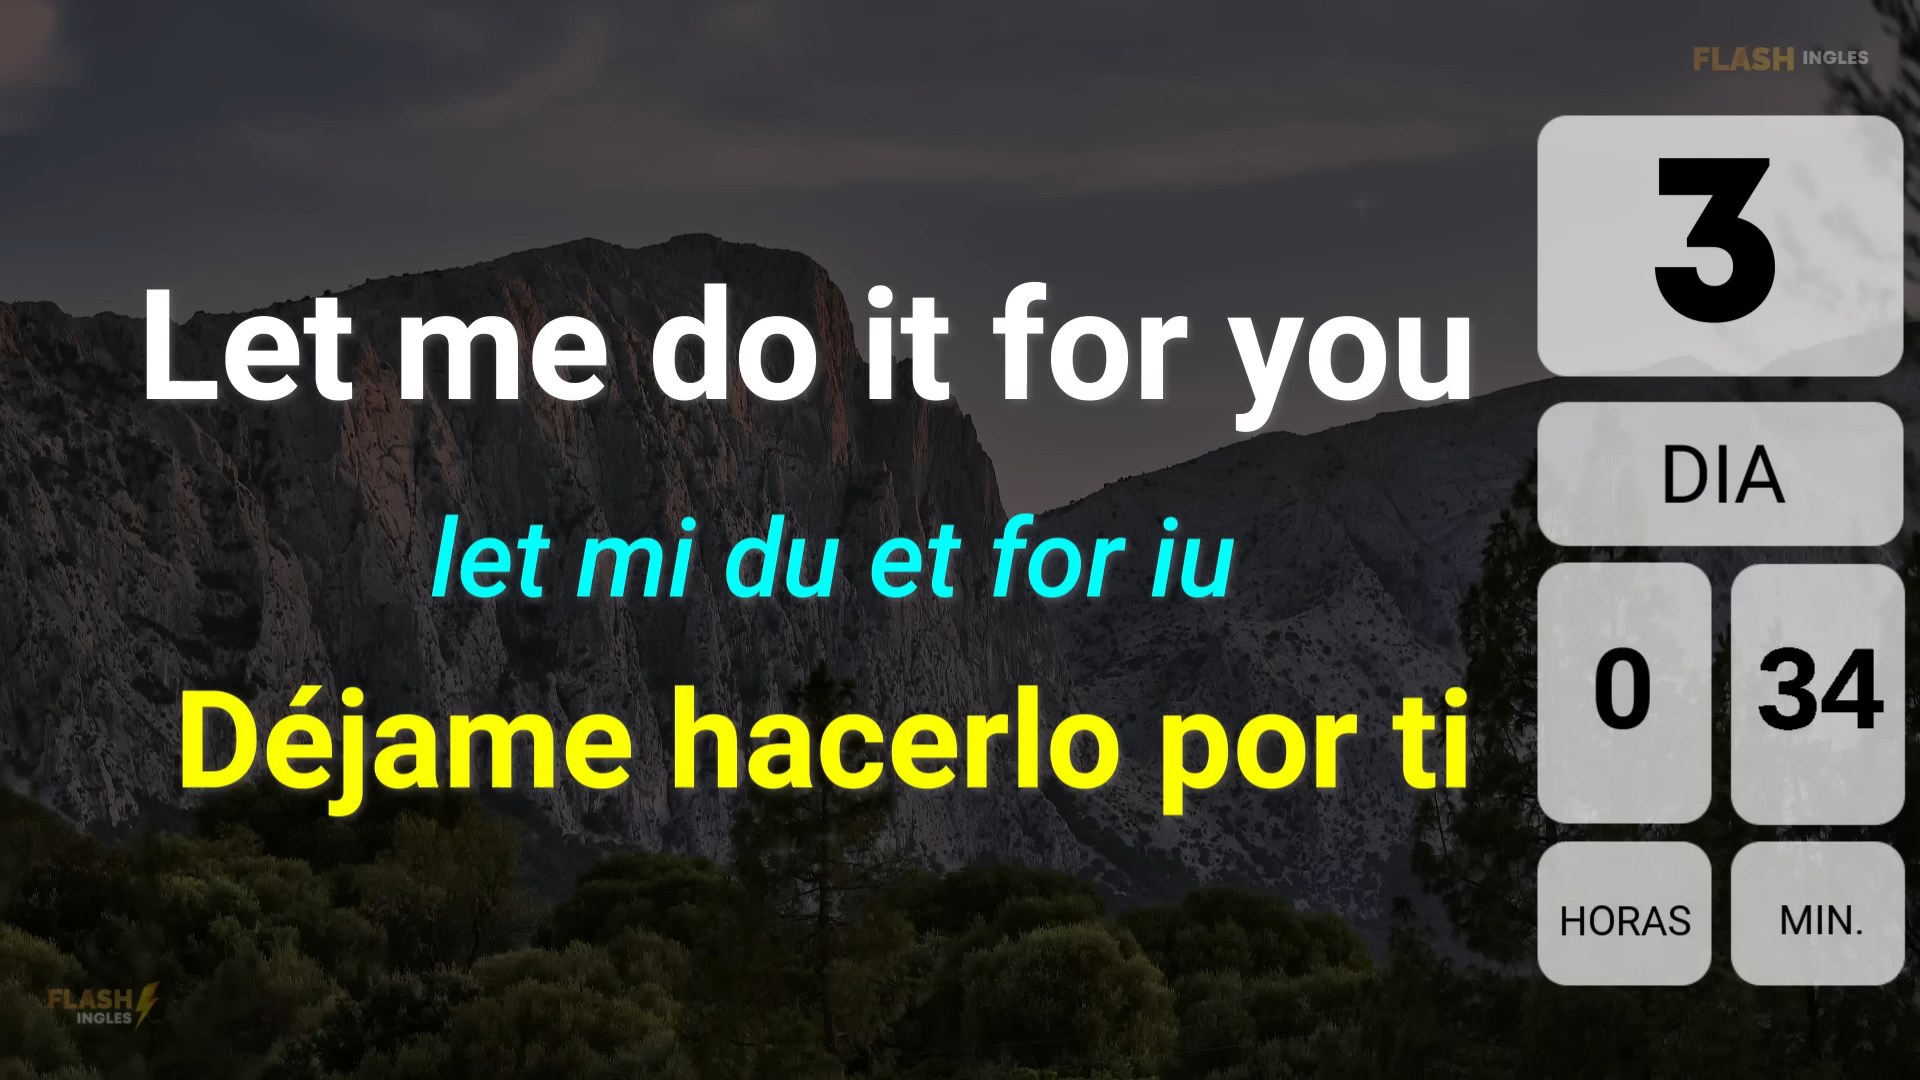 FLASH INGLES
Let me do it for you
let mi du et for iu
Déjame hacerlo por ti
3
DIA
0
34
HORAS
MIN.
FLASH
INGLES